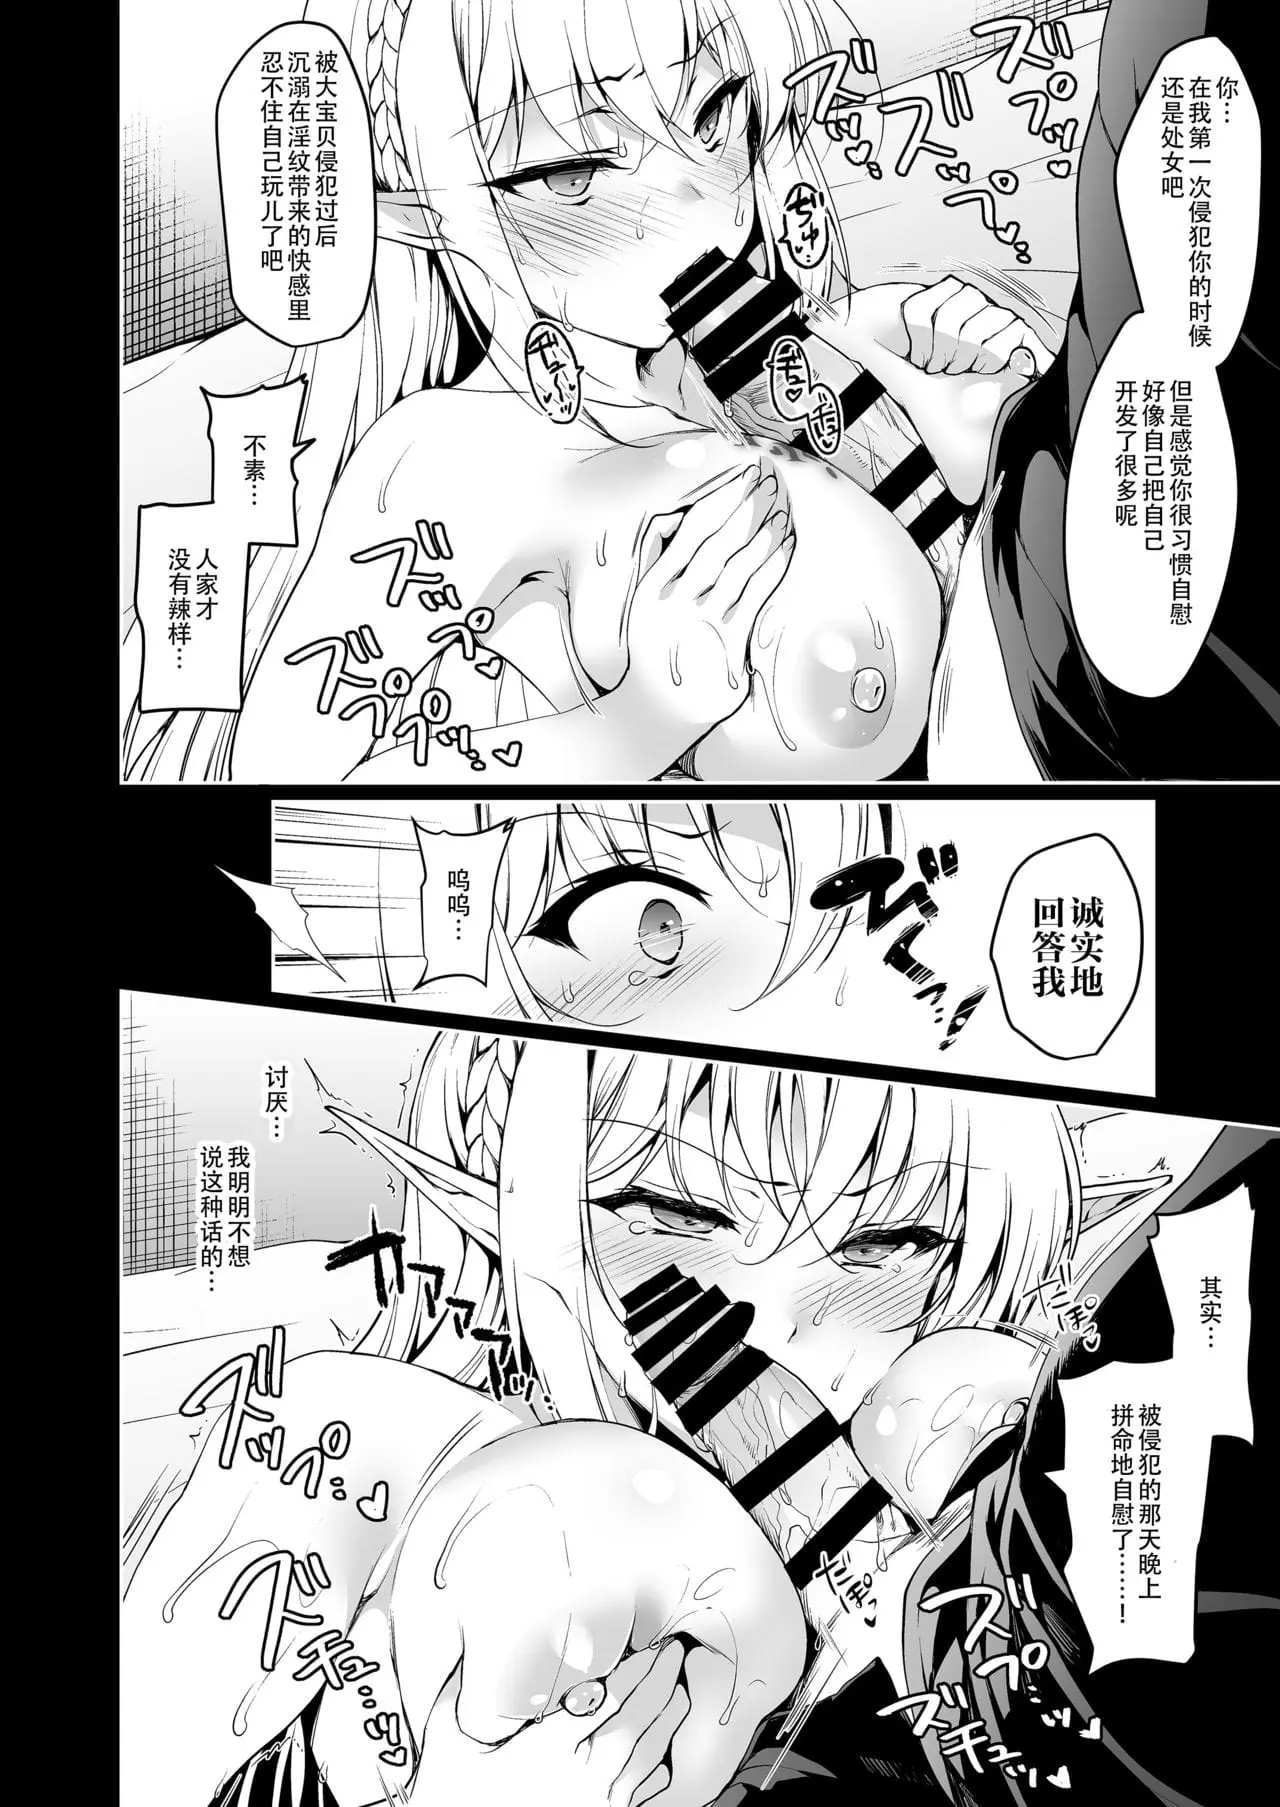 你…
在我第一次侵犯你的时候
还是处女吧
但是感觉你很习惯自慰
好像自己把自己
开发了很多呢
被大宝贝侵犯过后
沉溺在淫纹带来的快感里
忍不住自己玩儿了吧
不素…
人家才
没有辣样…
诚实地
回答我
呜呜…
其实…
被侵犯的那天晚上
拼命地自慰了……!
讨厌…
我明明不想
说这种话的…